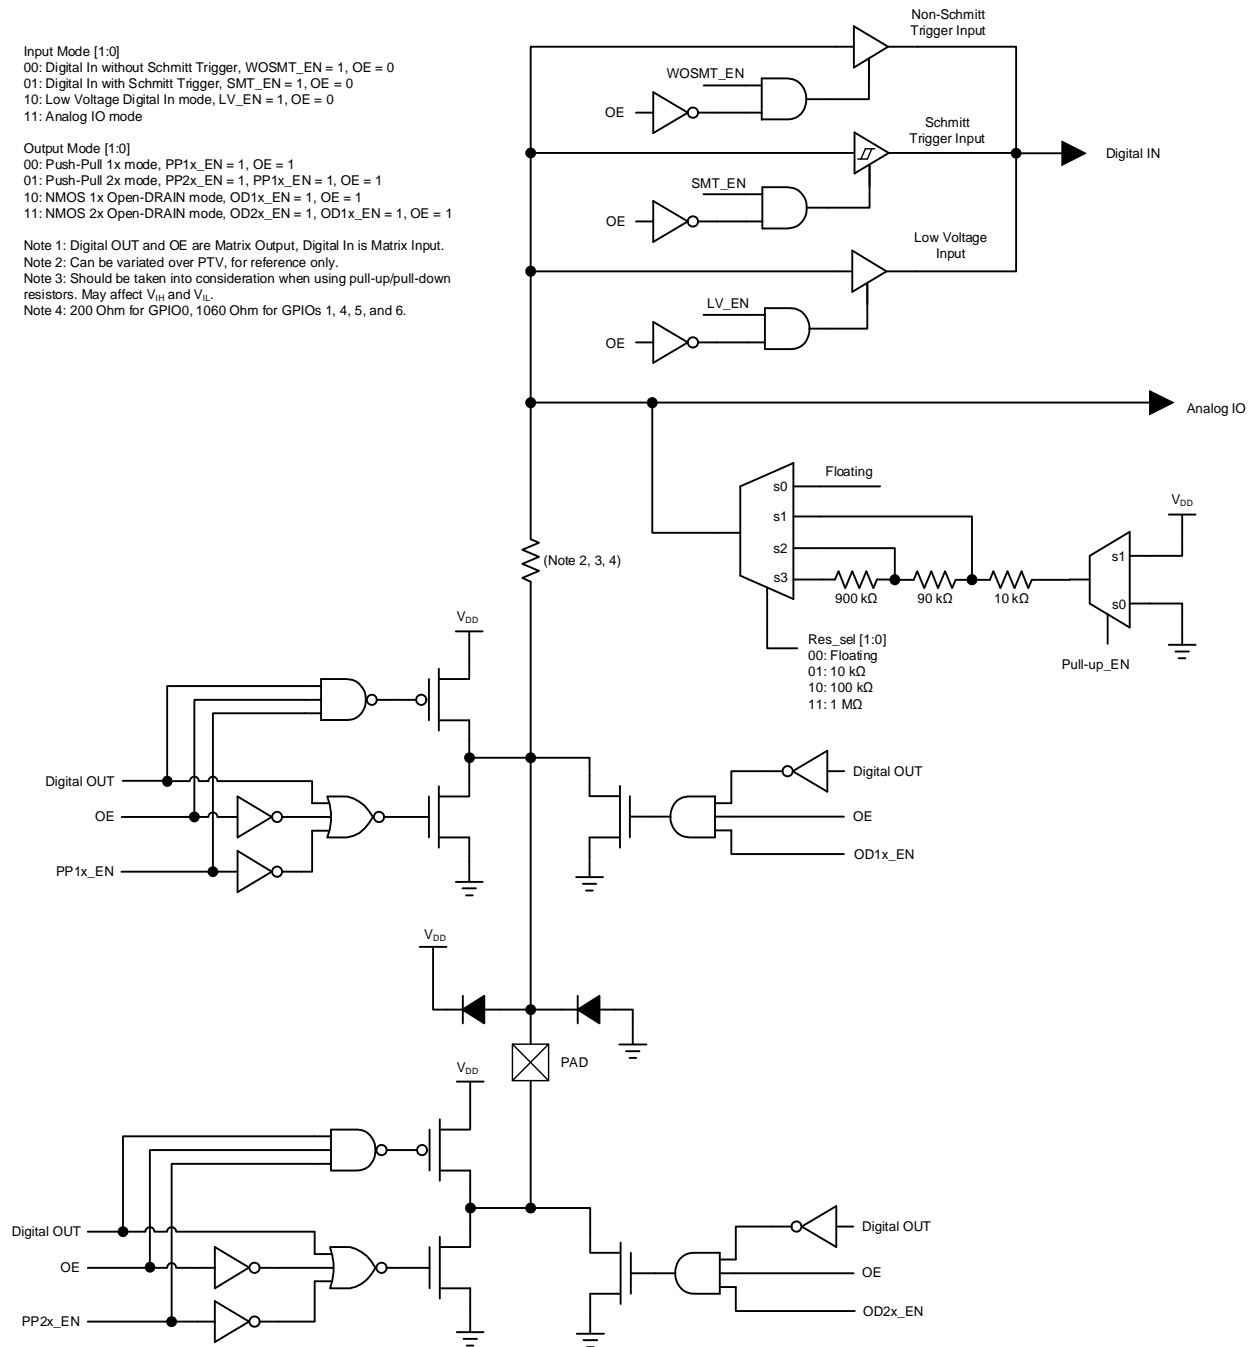 Input Mode [1:0]
00: Digital In without Schmitt Trigger, WOSMT_EN = 1, OE = 0
01: Digital In with Schmitt Trigger, SMT_EN = 1, OE = 0
10: Low Voltage Digital In mode, LV_EN = 1, OE = 0
11: Analog IO mode
Output Mode [1:0]
00: Push-Pull 1x mode, PP1x_EN = 1, OE = 1
01: Push-Pull 2x mode, PP2x_EN = 1, PP1x_EN = 1, OE = 1
10: NMOS 1x Open-DRAIN mode, OD1x_EN = 1, OE = 1
11: NMOS 2x Open-DRAIN mode, OD2x_EN = 1, OD1x_EN = 1, OE = 1
Note 1: Digital OUT and OE are Matrix Output, Digital In is Matrix Input.
Note 2: Can be variated over PTV, for reference only.
Note 3: Should be taken into consideration when using pull-up/pull-down
resistors. May affect VIH and VIL.
Note 4: 200 Ohm for GPIO0, 1060 Ohm for GPIOs 1, 4, 5, and 6.
Non-Schmitt
Trigger Input
WOSMT_EN
OE
Schmitt
Trigger Input
Digital IN
SMT_EN
OE
Low Voltage
Input
LV_EN
OE
Analog IO
Floating
s0
s1
s2
s3
900 kΩ
90 kΩ
10 kΩ
VDD
s1
s0
Pull-up_EN
Res_sel [1:0]
00: Floating
01: 10 kΩ
10: 100 kΩ
11: 1 MΩ
(Note 2, 3, 4)
VDD
Digital OUT
OE
PP1x_EN
Digital OUT
OE
OD1x_EN
VDD
PAD
VDD
Digital OUT
OE
PP2x_EN
Digital OUT
OE
OD2x_EN